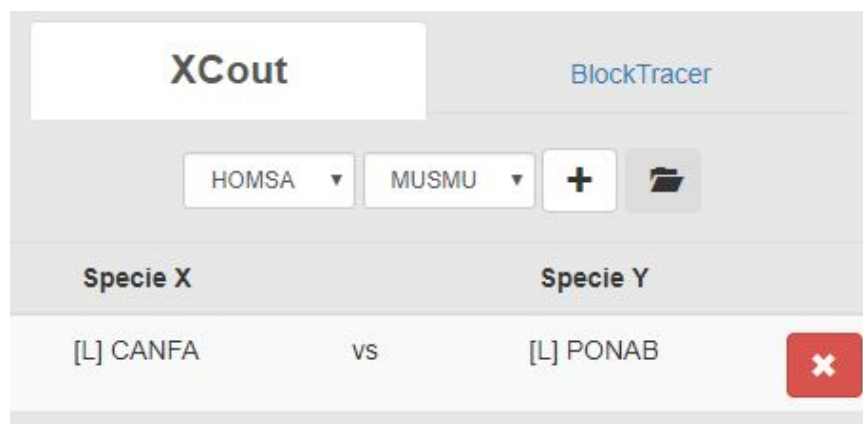 XCout BlockTracer
HOMSA MUSMU
Specie X Specie Y
[L] CANFA vs [L] PONAB